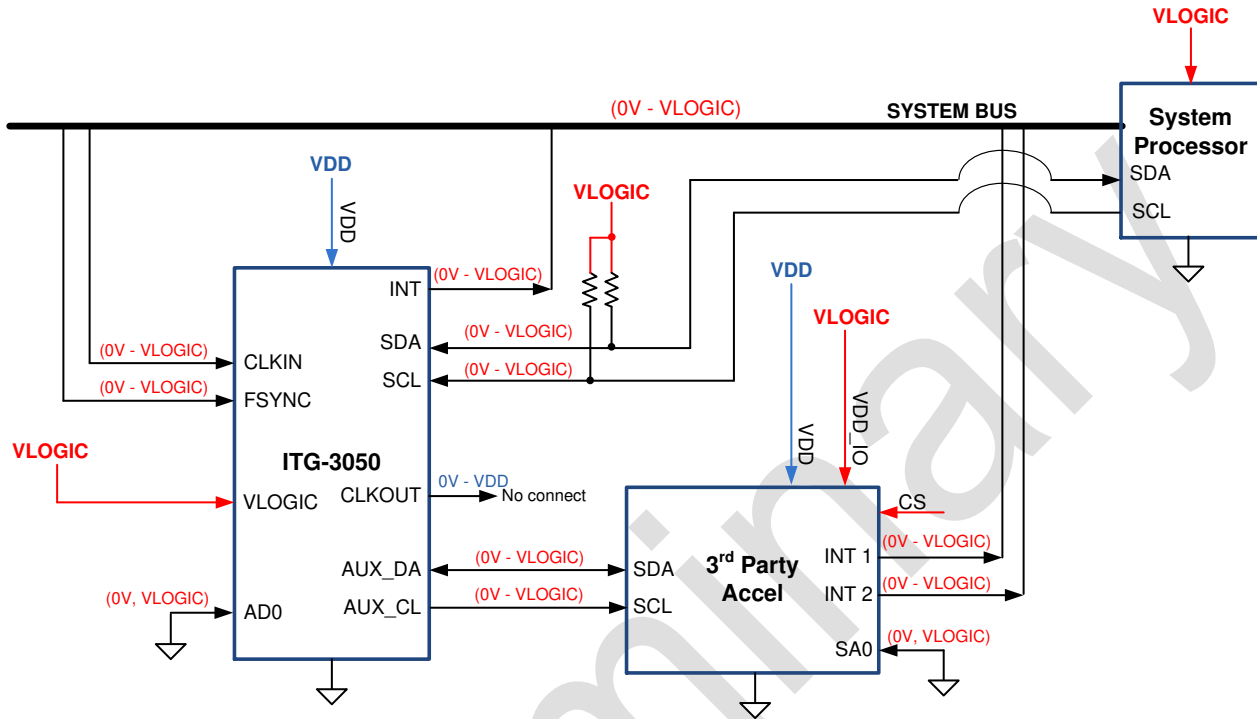 VLOGIC
(0V - VLOGIC)
SYSTEM BUS
System
Processor
SDA
SCL
VDD
VDD
VLOGIC
(0V - VLOGIC)
INT
(0V - VLOGIC)
SDA
(0V - VLOGIC)
SCL
(0V - VLOGIC)
CLKIN
(0V - VLOGIC)
FSYNC
VLOGIC
VLOGIC
ITG-3050
CLKOUT
0V - VDD
No connect
AUX_DA
(0V - VLOGIC)
AUX_CL
(0V - VLOGIC)
(0V, VLOGIC)
AD0
VDD
VLOGIC
VDD
VDD_IO
CS
SDA
SCL
3rd Party
Accel
INT 1
(0V - VLOGIC)
INT 2
(0V - VLOGIC)
SA0
(0V, VLOGIC)
minary